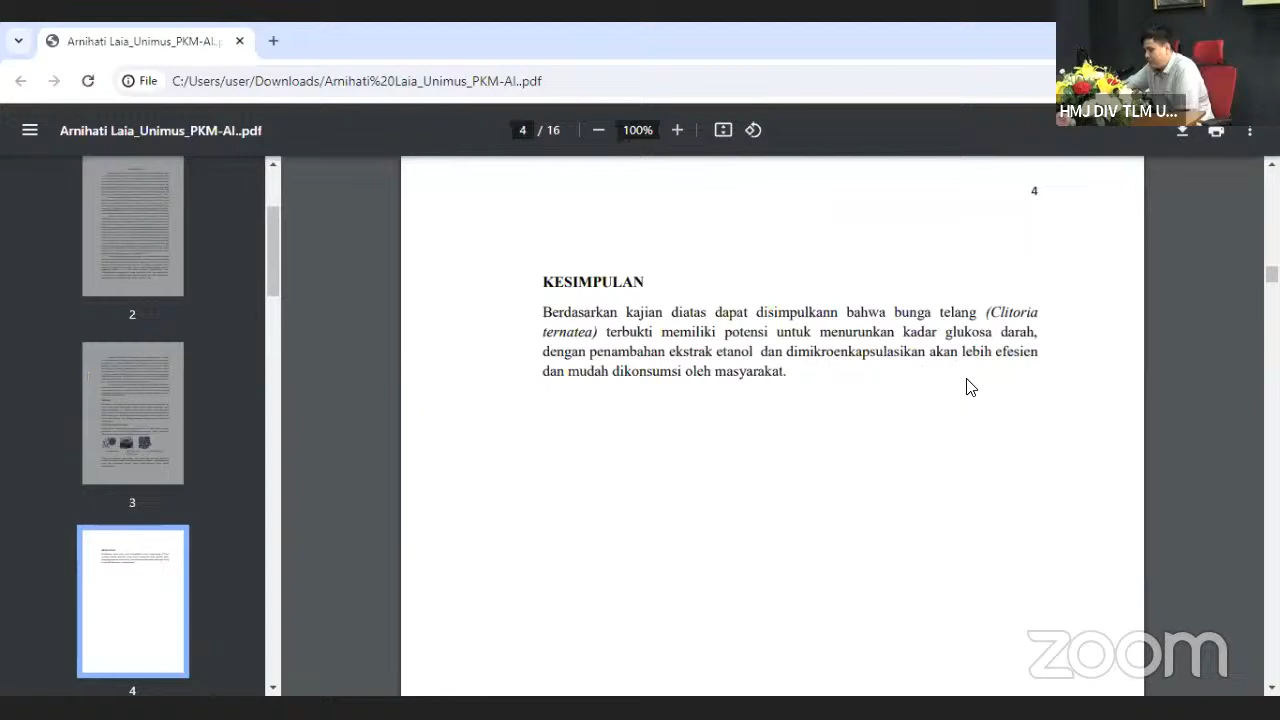 Arnihati Laia_Unimus_PKM-AI.
File C:/Users/user/Downloads/Arnihati%20Laia_Unimus_PKM-AI..pdf
HMJ DIV TLM U...
Arnihati Laia_Unimus_PKM-AI..pdf 4 / 16 100%
4
KESIMPULAN
Berdasarkan kajian diatas dapat disimpulkann bahwa bunga telang (Clitoria
ternatea) terbukti memiliki potensi untuk menurunkan kadar glukosa darah,
dengan penambahan ekstrak etanol dan dimikroenkapsulasikan akan lebih efesien
dan mudah dikonsumsi oleh masyarakat.
2
3
4
zoom